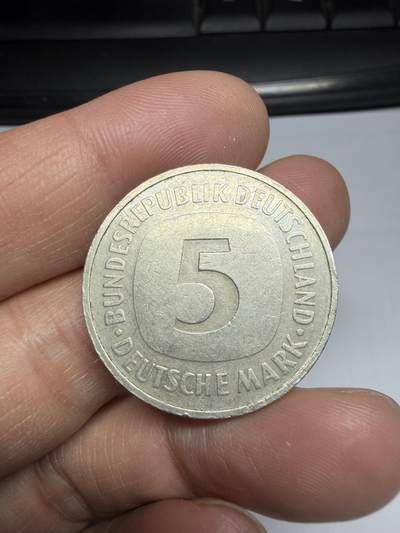 BUNDESREPUBLIK DEUTSCHLAND
5
DEUTSCHE MARK